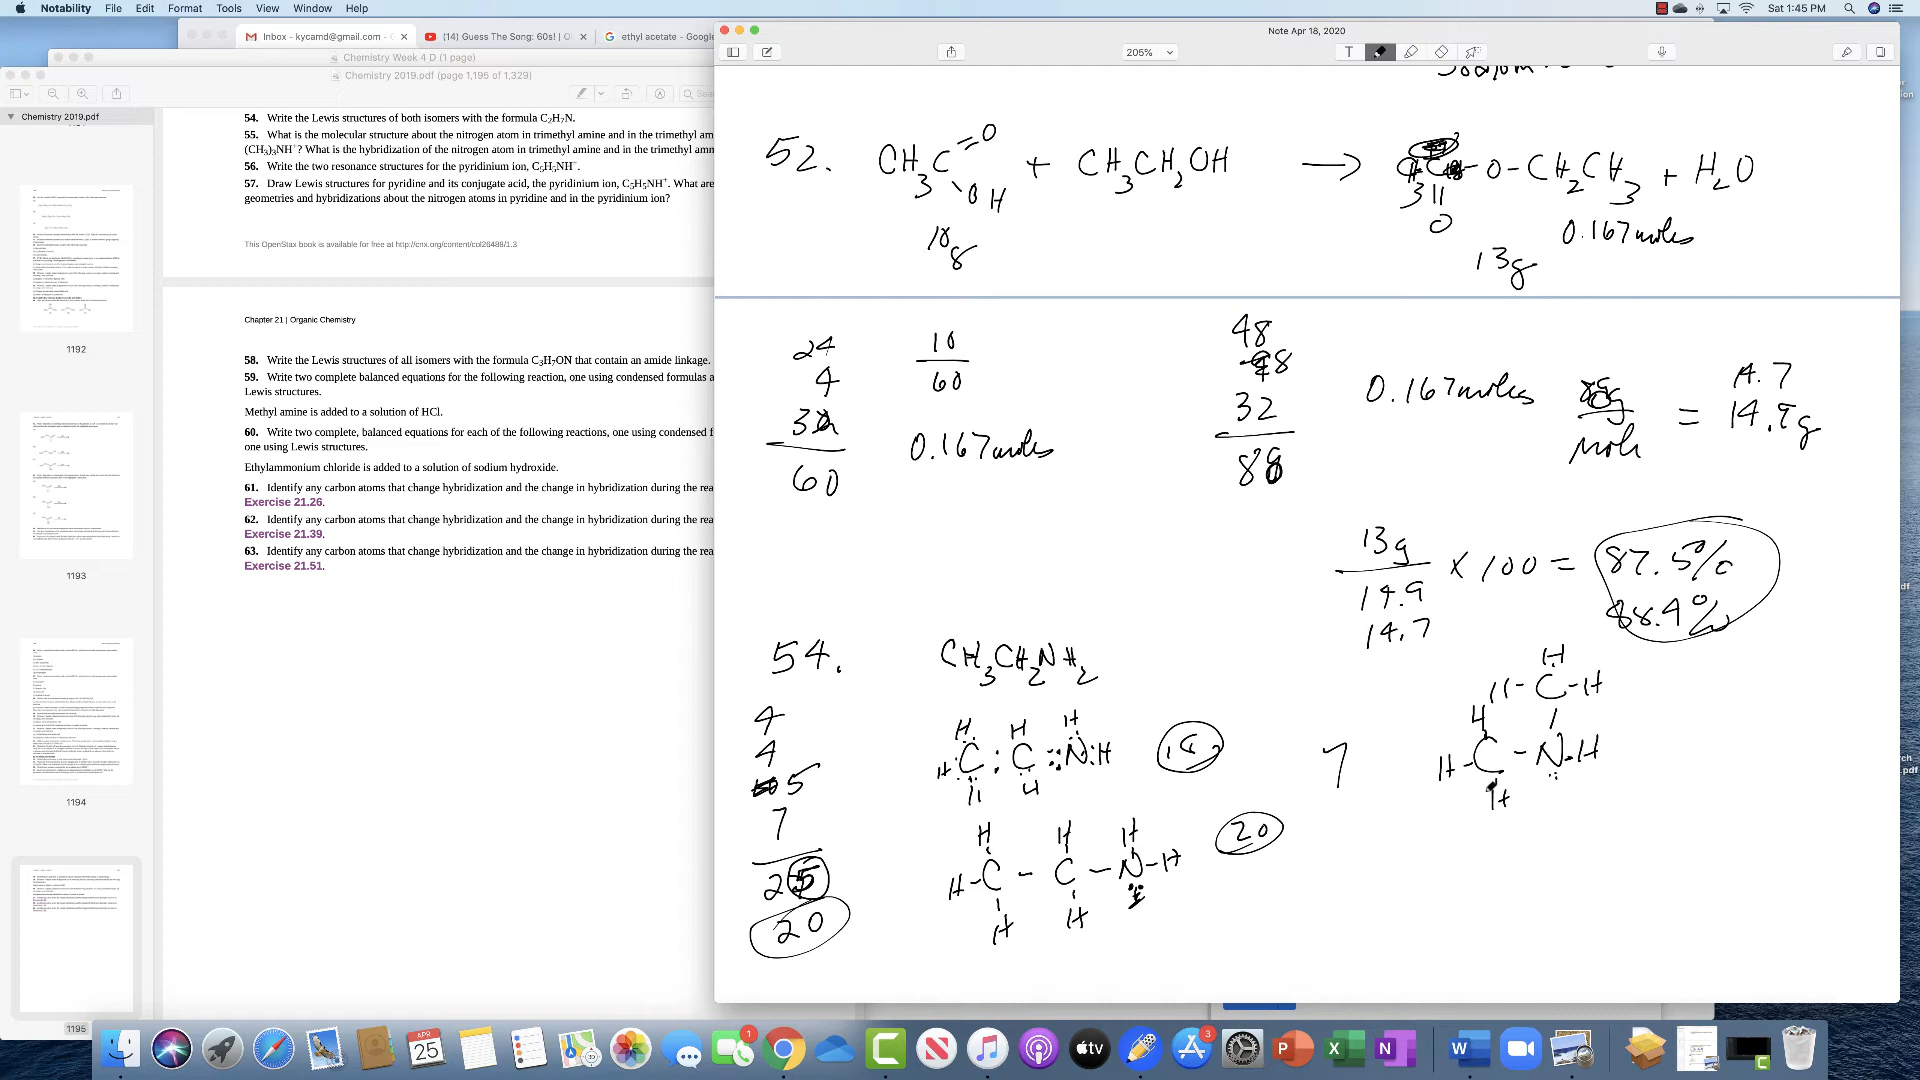 Notability File Edit View Window Help
Sat 1:45 PM
Inbox - kycamd@gmail.com -
(14) Guess The Song: 60s! | O
ethyl acetate - Google
Note Apr 18, 2020
Chemistry Week 4 D (1 page)
Chemistry 2019.pdf (page 1,195 of 1,329)
205%
T
Chemistry 2019.pdf
1192
1193
1194
1195
54. Write the Lewis structures of both isomers with the formula C2H7N.
55. What is the molecular structure about the nitrogen atom in trimethyl amine and in the trimethyl am
(CH3)3NH+? What is the hybridization of the nitrogen atom in trimethyl amine and in the trimethyl am
56. Write the two resonance structures for the pyridinium ion, C5H5NH+.
57. Draw Lewis structures for pyridine and its conjugate acid, the pyridinium ion, C5H5NH+. What are
geometries and hybridizations about the nitrogen atoms in pyridine and in the pyridinium ion?
This OpenStax book is available for free at http://cnx.org/content/col26488/1.3
Chapter 21 | Organic Chemistry
58. Write the Lewis structures of all isomers with the formula C3H7ON that contain an amide linkage.
59. Write two complete balanced equations for the following reaction, one using condensed formulas a
Lewis structures.
Methyl amine is added to a solution of HCl.
60. Write two complete, balanced equations for each of the following reactions, one using condensed f
one using Lewis structures.
Ethylammonium chloride is added to a solution of sodium hydroxide.
61. Identify any carbon atoms that change hybridization and the change in hybridization during the rea
Exercise 21.26.
62. Identify any carbon atoms that change hybridization and the change in hybridization during the rea
Exercise 21.39.
63. Identify any carbon atoms that change hybridization and the change in hybridization during the rea
Exercise 21.51.
52. CH3C=O OH + CH3CH2OH → O - CH2CH3 + H2O
O
10g
13g
0.167 moles
24
4
32
60
10
60
0.167 moles
48
8
32
88
0.167 moles
mole
=
14.7
14.9g
13g
14.9
14.7
x 100 =
87.5%
88.4%
54. CH3CH2NH2
4
4
5
7
25
20
H H H
H C : C : N : H
H H
H H H
H - C - C - N - H
H H
20
7
H
H - C - H
H
H - C - N - H
H
APR
25
1
3
tv
P
X
N
W